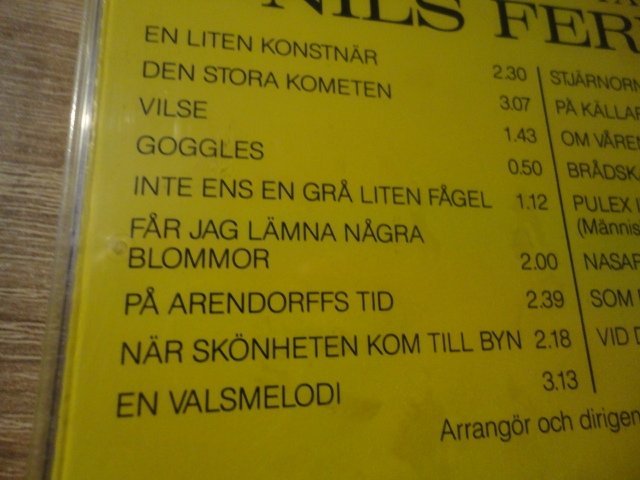 NILS FER
EN LITEN KONSTNÄR 2.30
DEN STORA KOMETEN 3.07
VILSE 1.43
GOGGLES 0.50
INTE ENS EN GRÅ LITEN FÅGEL 1.12
FÅR JAG LÄMNA NÅGRA
BLOMMOR 2.00
PÅ ARENDORFFS TID 2.39
NÄR SKÖNHETEN KOM TILL BYN 2.18
EN VALSMELODI 3.13
STJÄRNORN
PÅ KÄLLAR
OM VÅREN
BRÅDSKA
PULEX I
(Männis
NASAR
SOM
VID D
Arrangör och dirigen